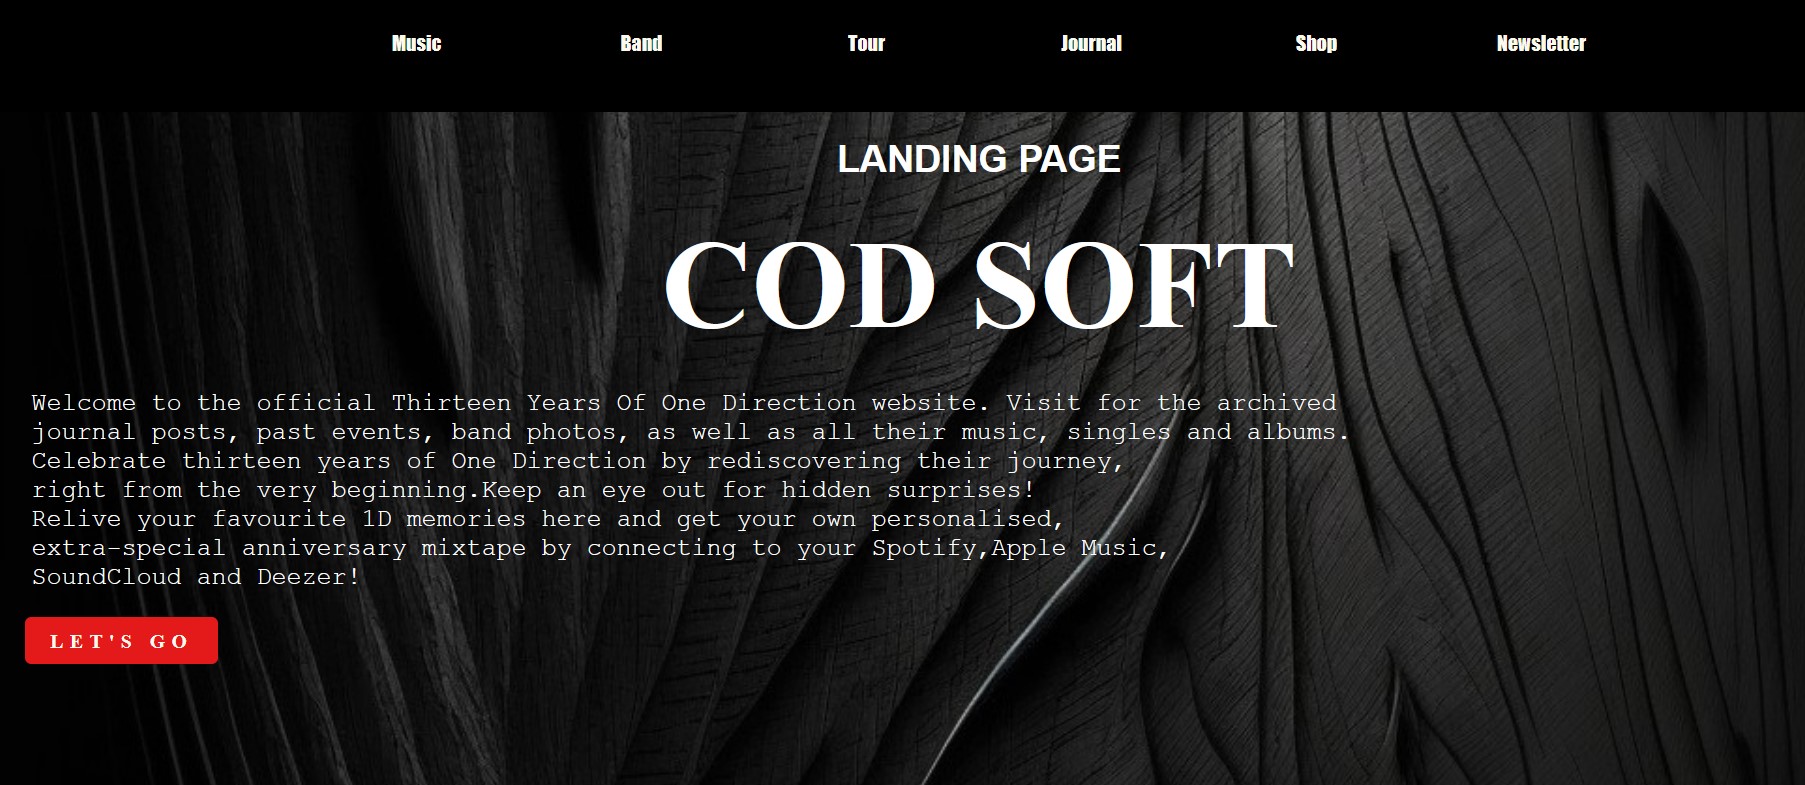 Music Band Tour Journal Shop Newsletter
LANDING PAGE
COD SOFT
Welcome to the official Thirteen Years Of One Direction website. Visit for the archived
journal posts, past events, band photos, as well as all their music, singles and albums.
Celebrate thirteen years of One Direction by rediscovering their journey,
right from the very beginning.Keep an eye out for hidden surprises!
Relive your favourite 1D memories here and get your own personalised,
extra-special anniversary mixtape by connecting to your Spotify,Apple Music,
SoundCloud and Deezer!
LET'S GO